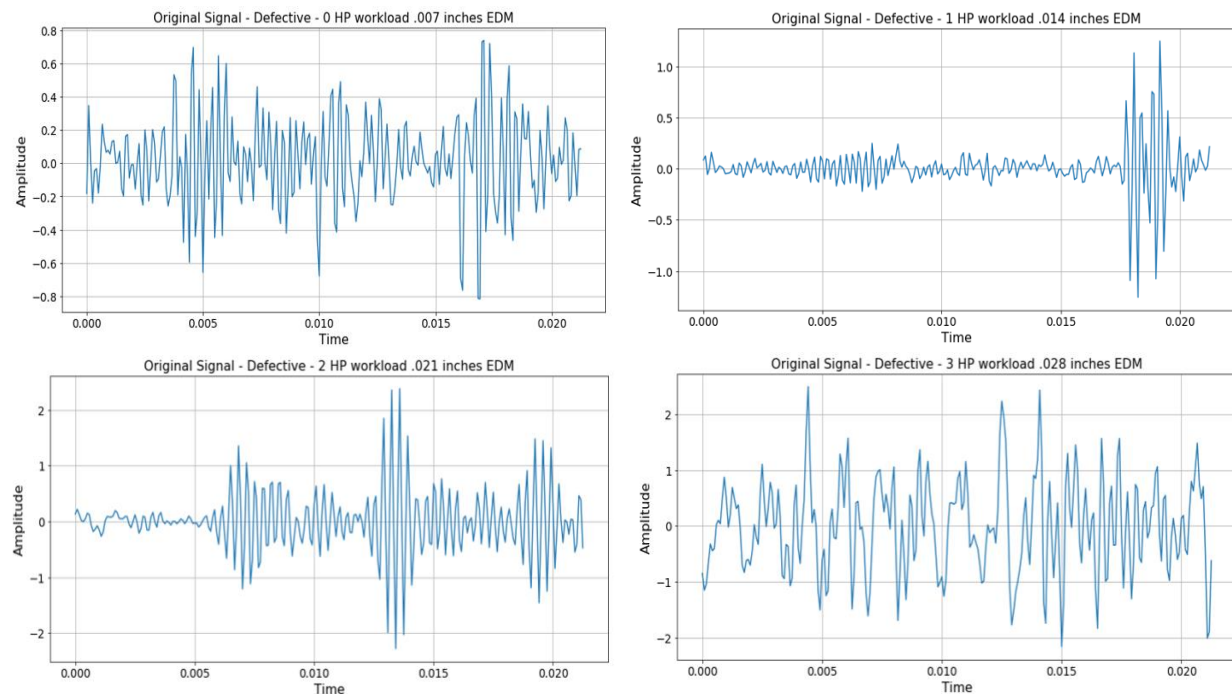 Original Signal - Defective - 0 HP workload .007 inches EDM
0.8
0.6
0.4
0.2
0.0
−0.2
−0.4
−0.6
−0.8
Amplitude
0.000 0.005 0.010 0.015 0.020
Time
Original Signal - Defective - 1 HP workload .014 inches EDM
1.0
0.5
0.0
−0.5
−1.0
Amplitude
0.000 0.005 0.010 0.015 0.020
Time
Original Signal - Defective - 2 HP workload .021 inches EDM
2
1
0
−1
−2
Amplitude
0.000 0.005 0.010 0.015 0.020
Time
Original Signal - Defective - 3 HP workload .028 inches EDM
2
1
0
−1
−2
Amplitude
0.000 0.005 0.010 0.015 0.020
Time